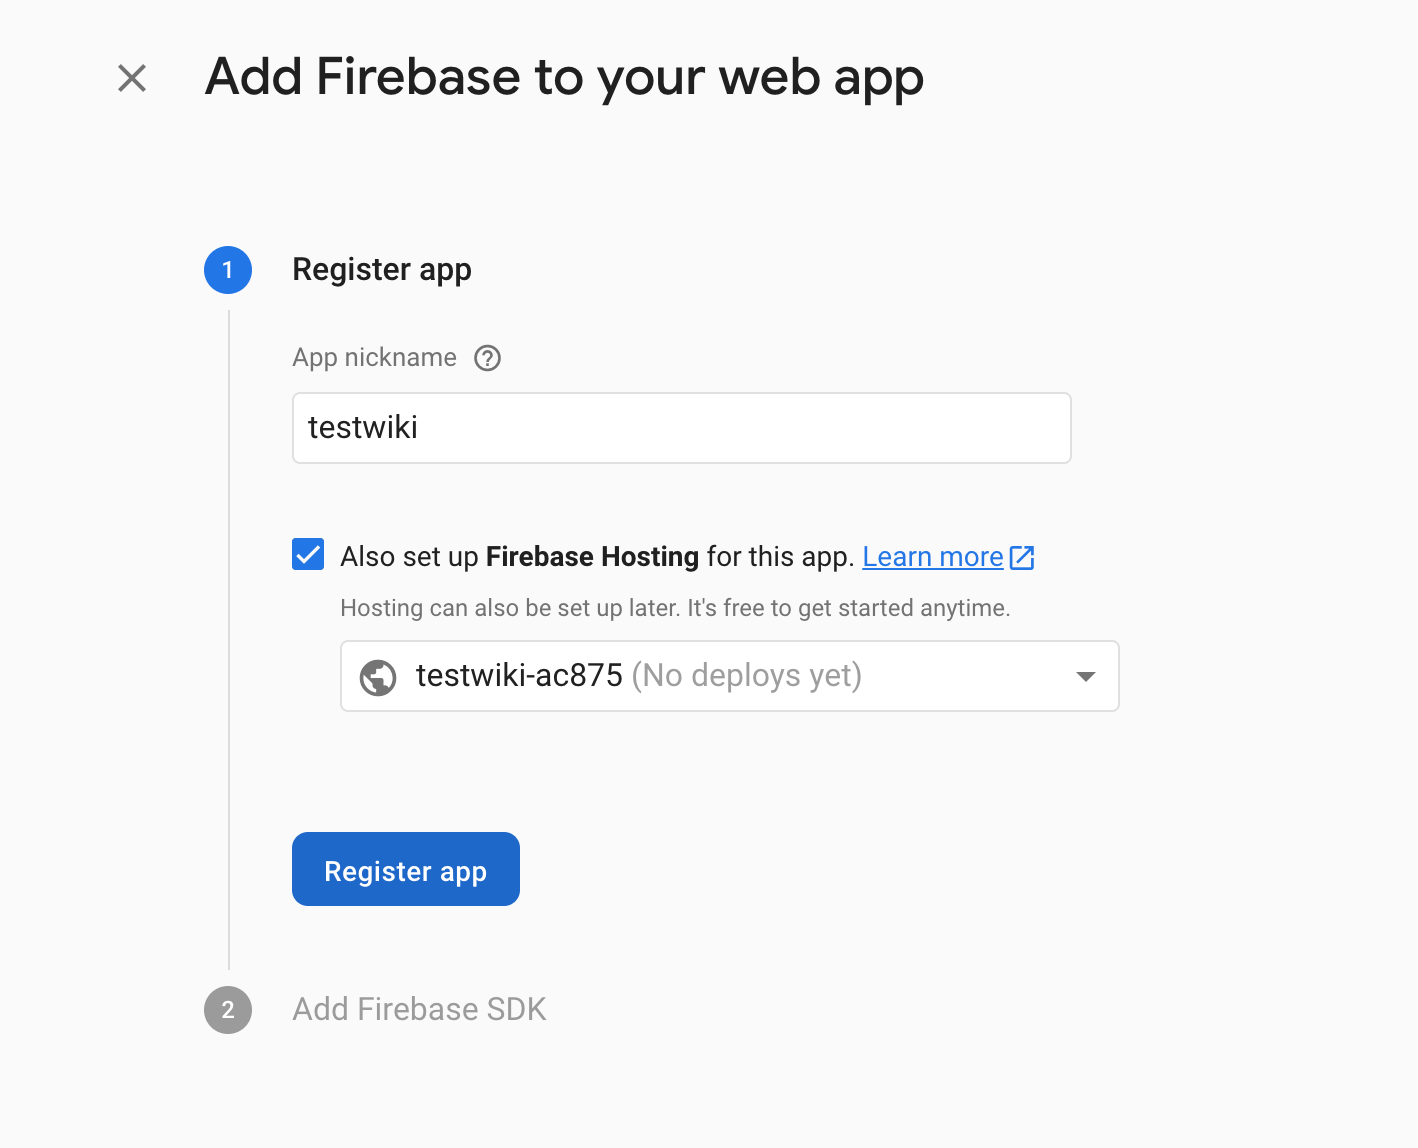 Add Firebase to your web app
1 Register app
App nickname
testwiki
Also set up Firebase Hosting for this app. Learn more
Hosting can also be set up later. It's free to get started anytime.
testwiki-ac875 (No deploys yet)
Register app
2 Add Firebase SDK